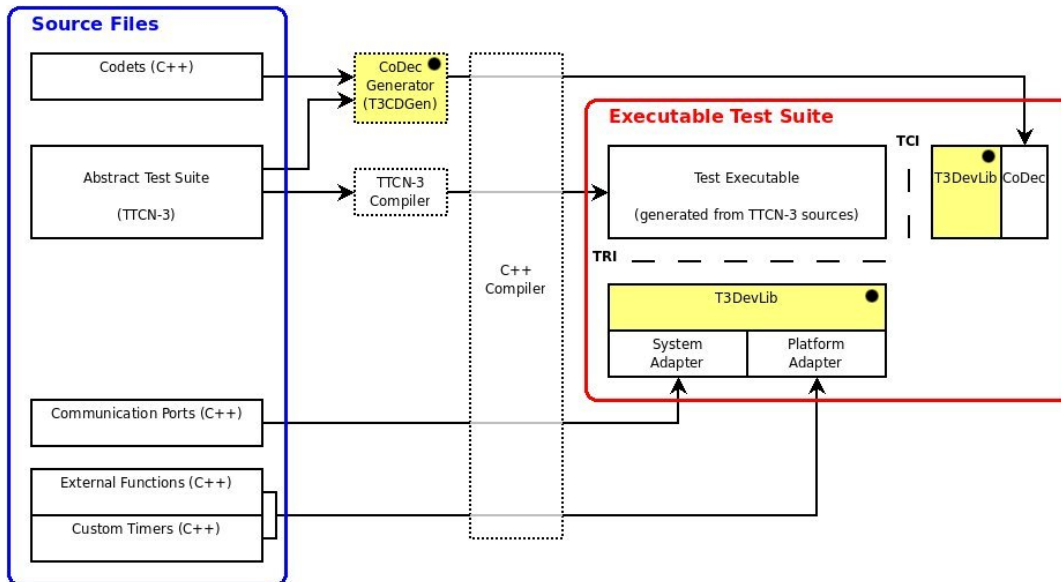 Source Files
Codets (C++)
CoDec
Generator
(T3CDGen)
Executable Test Suite
TCI
Abstract Test Suite
(TTCN-3)
TTCN-3
Compiler
Test Executable
(generated from TTCN-3 sources)
T3DevLib
CoDec
TRI
C++
Compiler
T3DevLib
System
Adapter
Platform
Adapter
Communication Ports (C++)
External Functions (C++)
Custom Timers (C++)